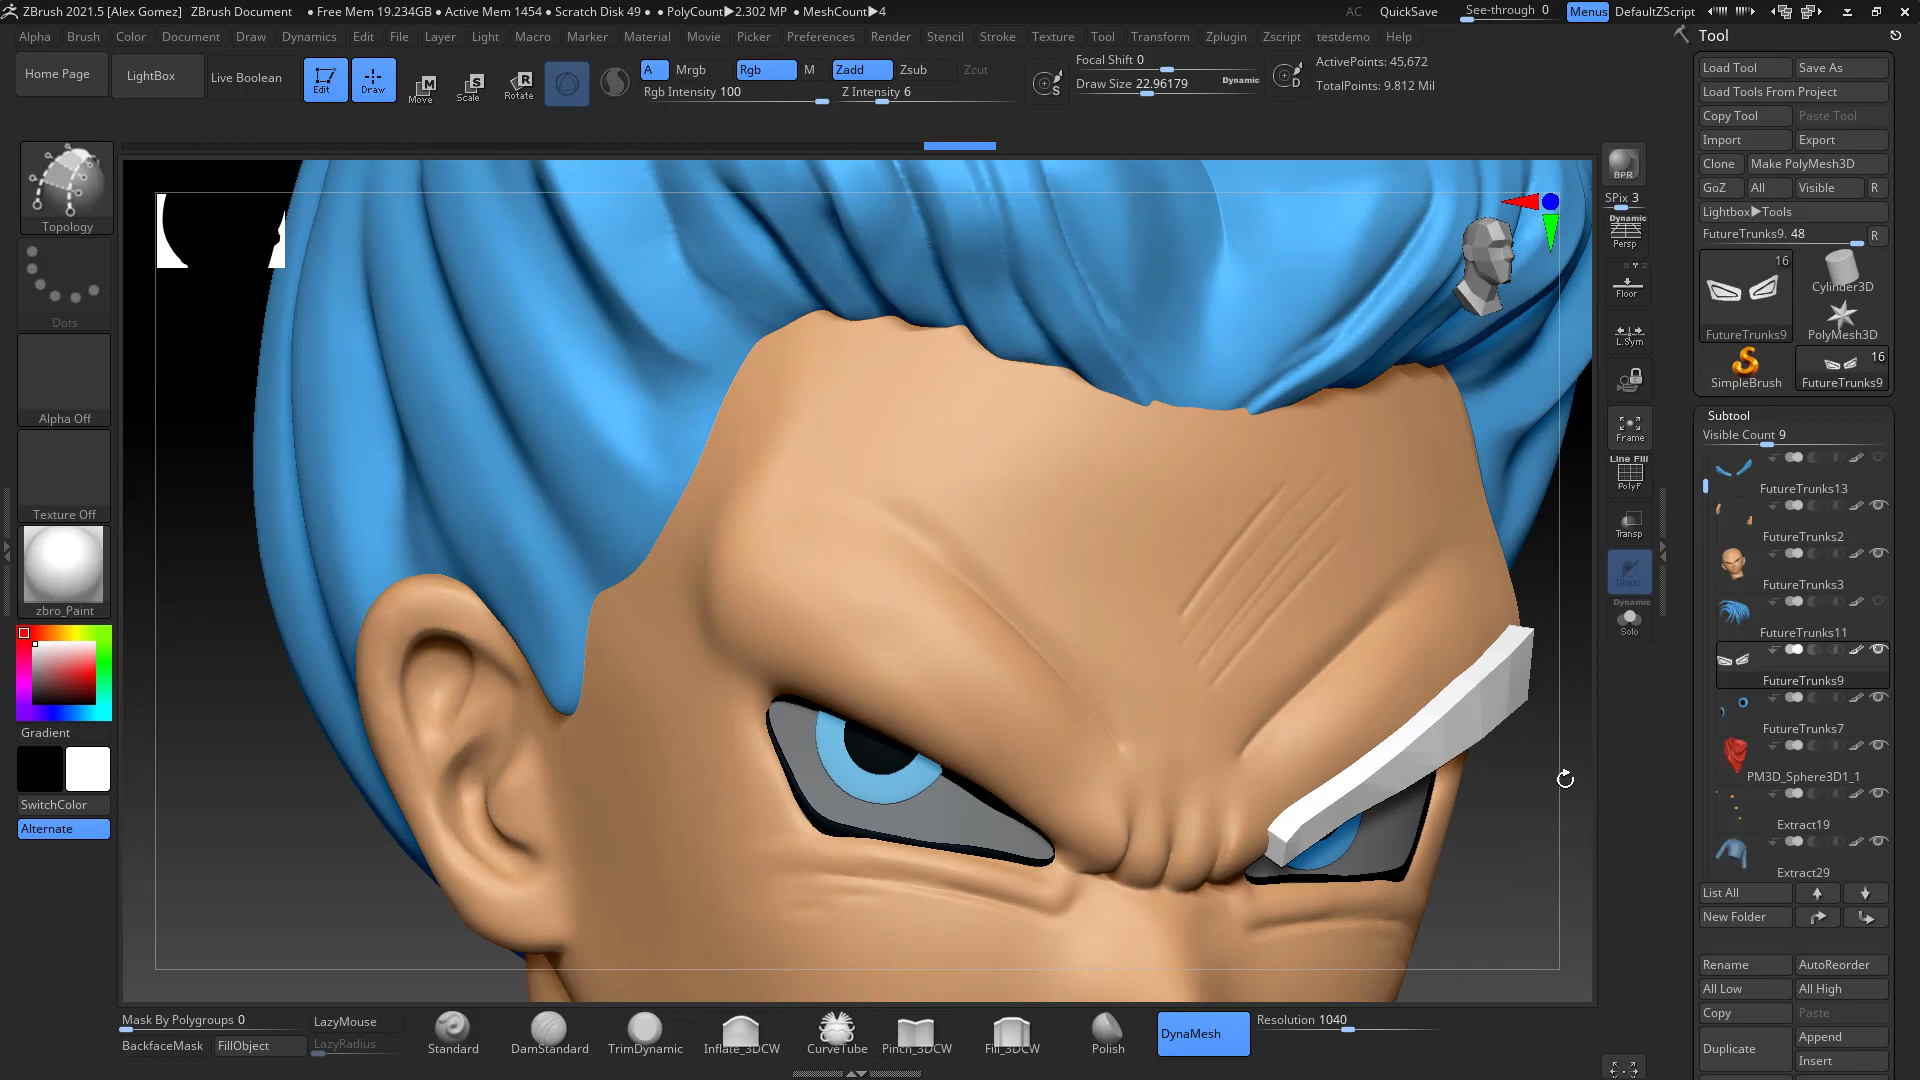 ZBrush 2021.5 [Alex Gomez] ZBrush Document • Free Mem 19.234GB • Active Mem 1454 • Scratch Disk 49 • • PolyCount▶2.302 MP • MeshCount▶4 AC QuickSave See-through 0 Menus DefaultZScript
Alpha Brush Color Document Draw Dynamics Edit File Layer Light Macro Marker Material Movie Picker Preferences Render Stencil Stroke Texture Tool Transform Zplugin Zscript testdemo Help
Home Page LightBox Live Boolean Edit Draw Move Scale Rotate
A Mrgb Rgb M Zadd Zsub Zcut
Rgb Intensity 100 Z Intensity 6
S Focal Shift 0
Draw Size 22.96179 Dynamic D
ActivePoints: 45,672
TotalPoints: 9.812 Mil
Topology
Dots
Alpha Off
Texture Off
zbro_Paint
Gradient
SwitchColor
Alternate
BPR
SPix 3
Dynamic
Persp
Floor
L.Sym
Frame
Line Fill
PolyF
Transp
Ghost
Dynamic
Solo
Tool
Load Tool Save As
Load Tools From Project
Copy Tool Paste Tool
Import Export
Clone Make PolyMesh3D
GoZ All Visible R
Lightbox▶Tools
FutureTrunks9. 48 R
16
FutureTrunks9 Cylinder3D
PolyMesh3D
SimpleBrush 16
FutureTrunks9
Subtool
Visible Count 9
FutureTrunks13
FutureTrunks2
FutureTrunks3
FutureTrunks11
FutureTrunks9
FutureTrunks7
PM3D_Sphere3D1_1
Extract19
Extract29
List All
New Folder
Rename AutoReorder
All Low All High
Copy Paste
Duplicate Append
Insert
Mask By Polygroups 0 LazyMouse
BackfaceMask FillObject LazyRadius
Standard DamStandard TrimDynamic Inflate_3DCW CurveTube Pinch_3DCW Fill_3DCW Polish
DynaMesh Resolution 1040